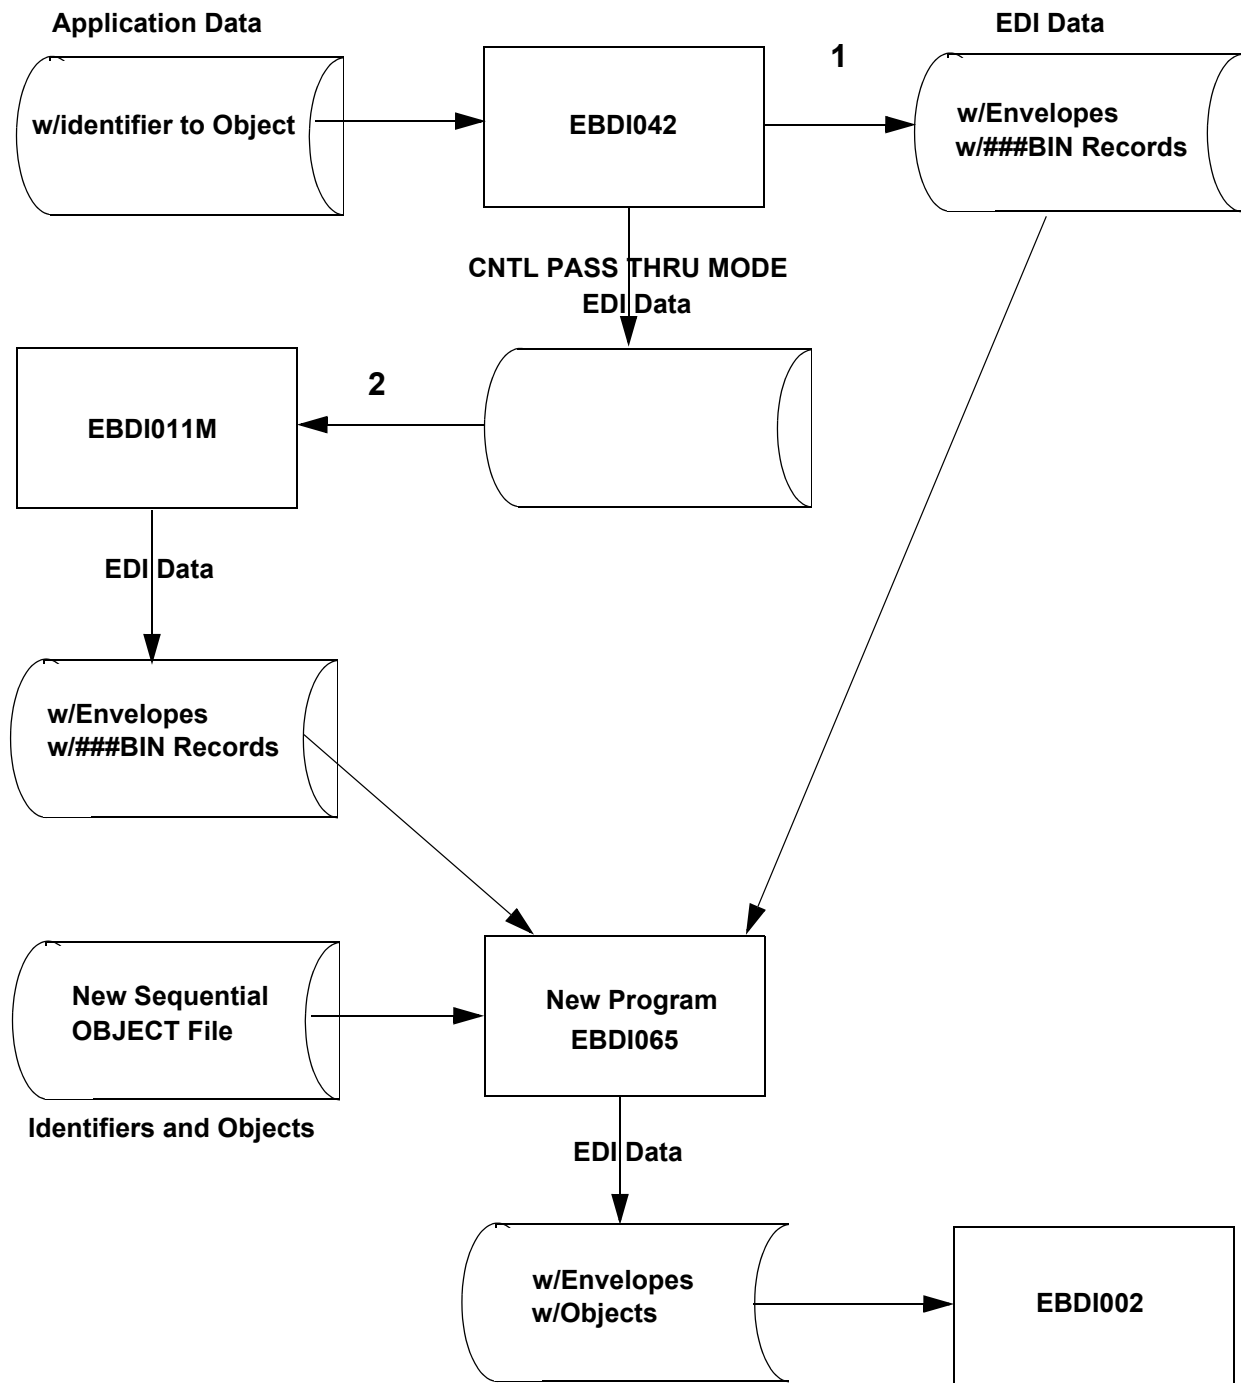 Application Data
EDI Data
1
w/identifier to Object
EBDI042
w/Envelopes
w/###BIN Records
CNTL PASS THRU MODE
EDI Data
2
EBDI011M
EDI Data
w/Envelopes
w/###BIN Records
New Sequential
OBJECT File
New Program
EBDI065
Identifiers and Objects
EDI Data
w/Envelopes
w/Objects
EBDI002